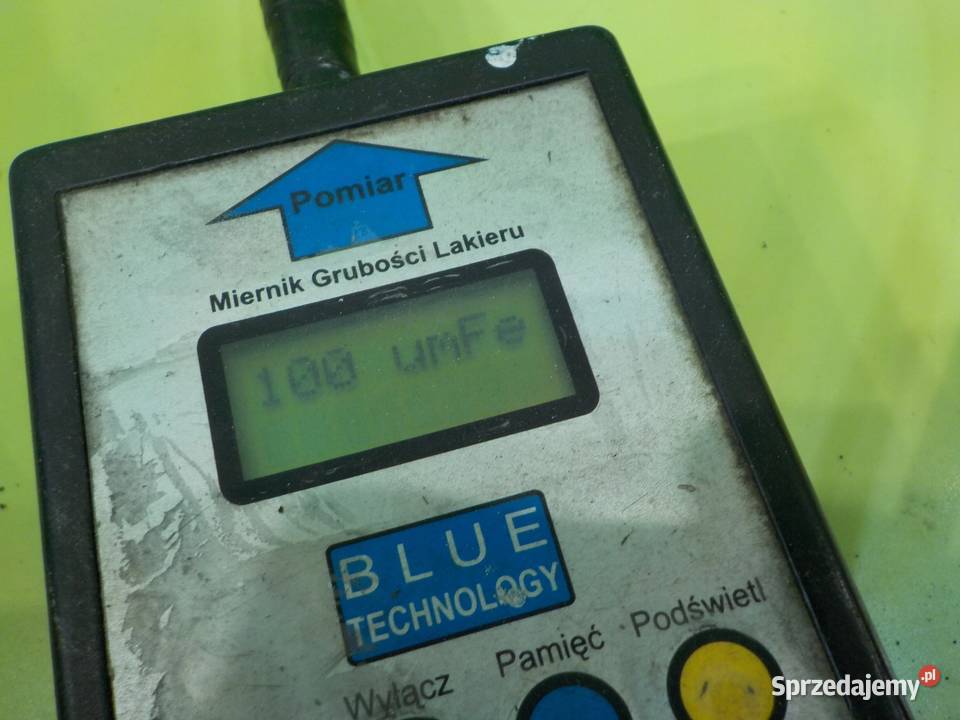 Pomiar
Miernik Grubości Lakieru
100 umFe
BLUE
TECHNOLOGY
Wyłącz Pamięć Podświetl
Sprzedajemy.pl